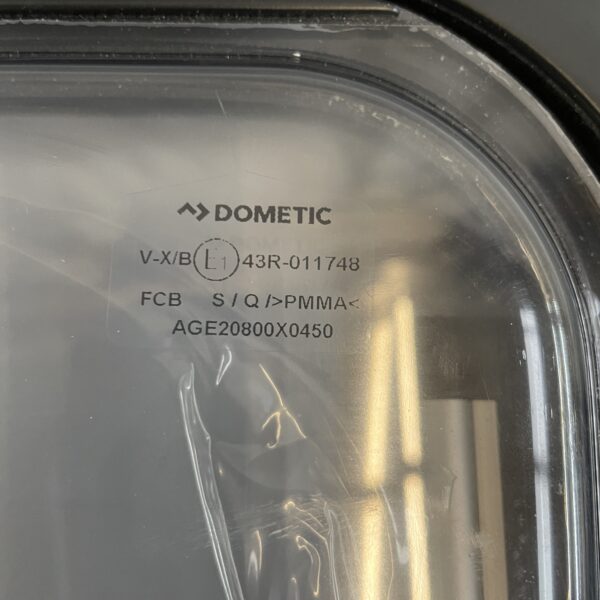 DOMETIC
V-X/B E1 43R-011748
FCB S / Q />PMMA<
AGE20800X0450